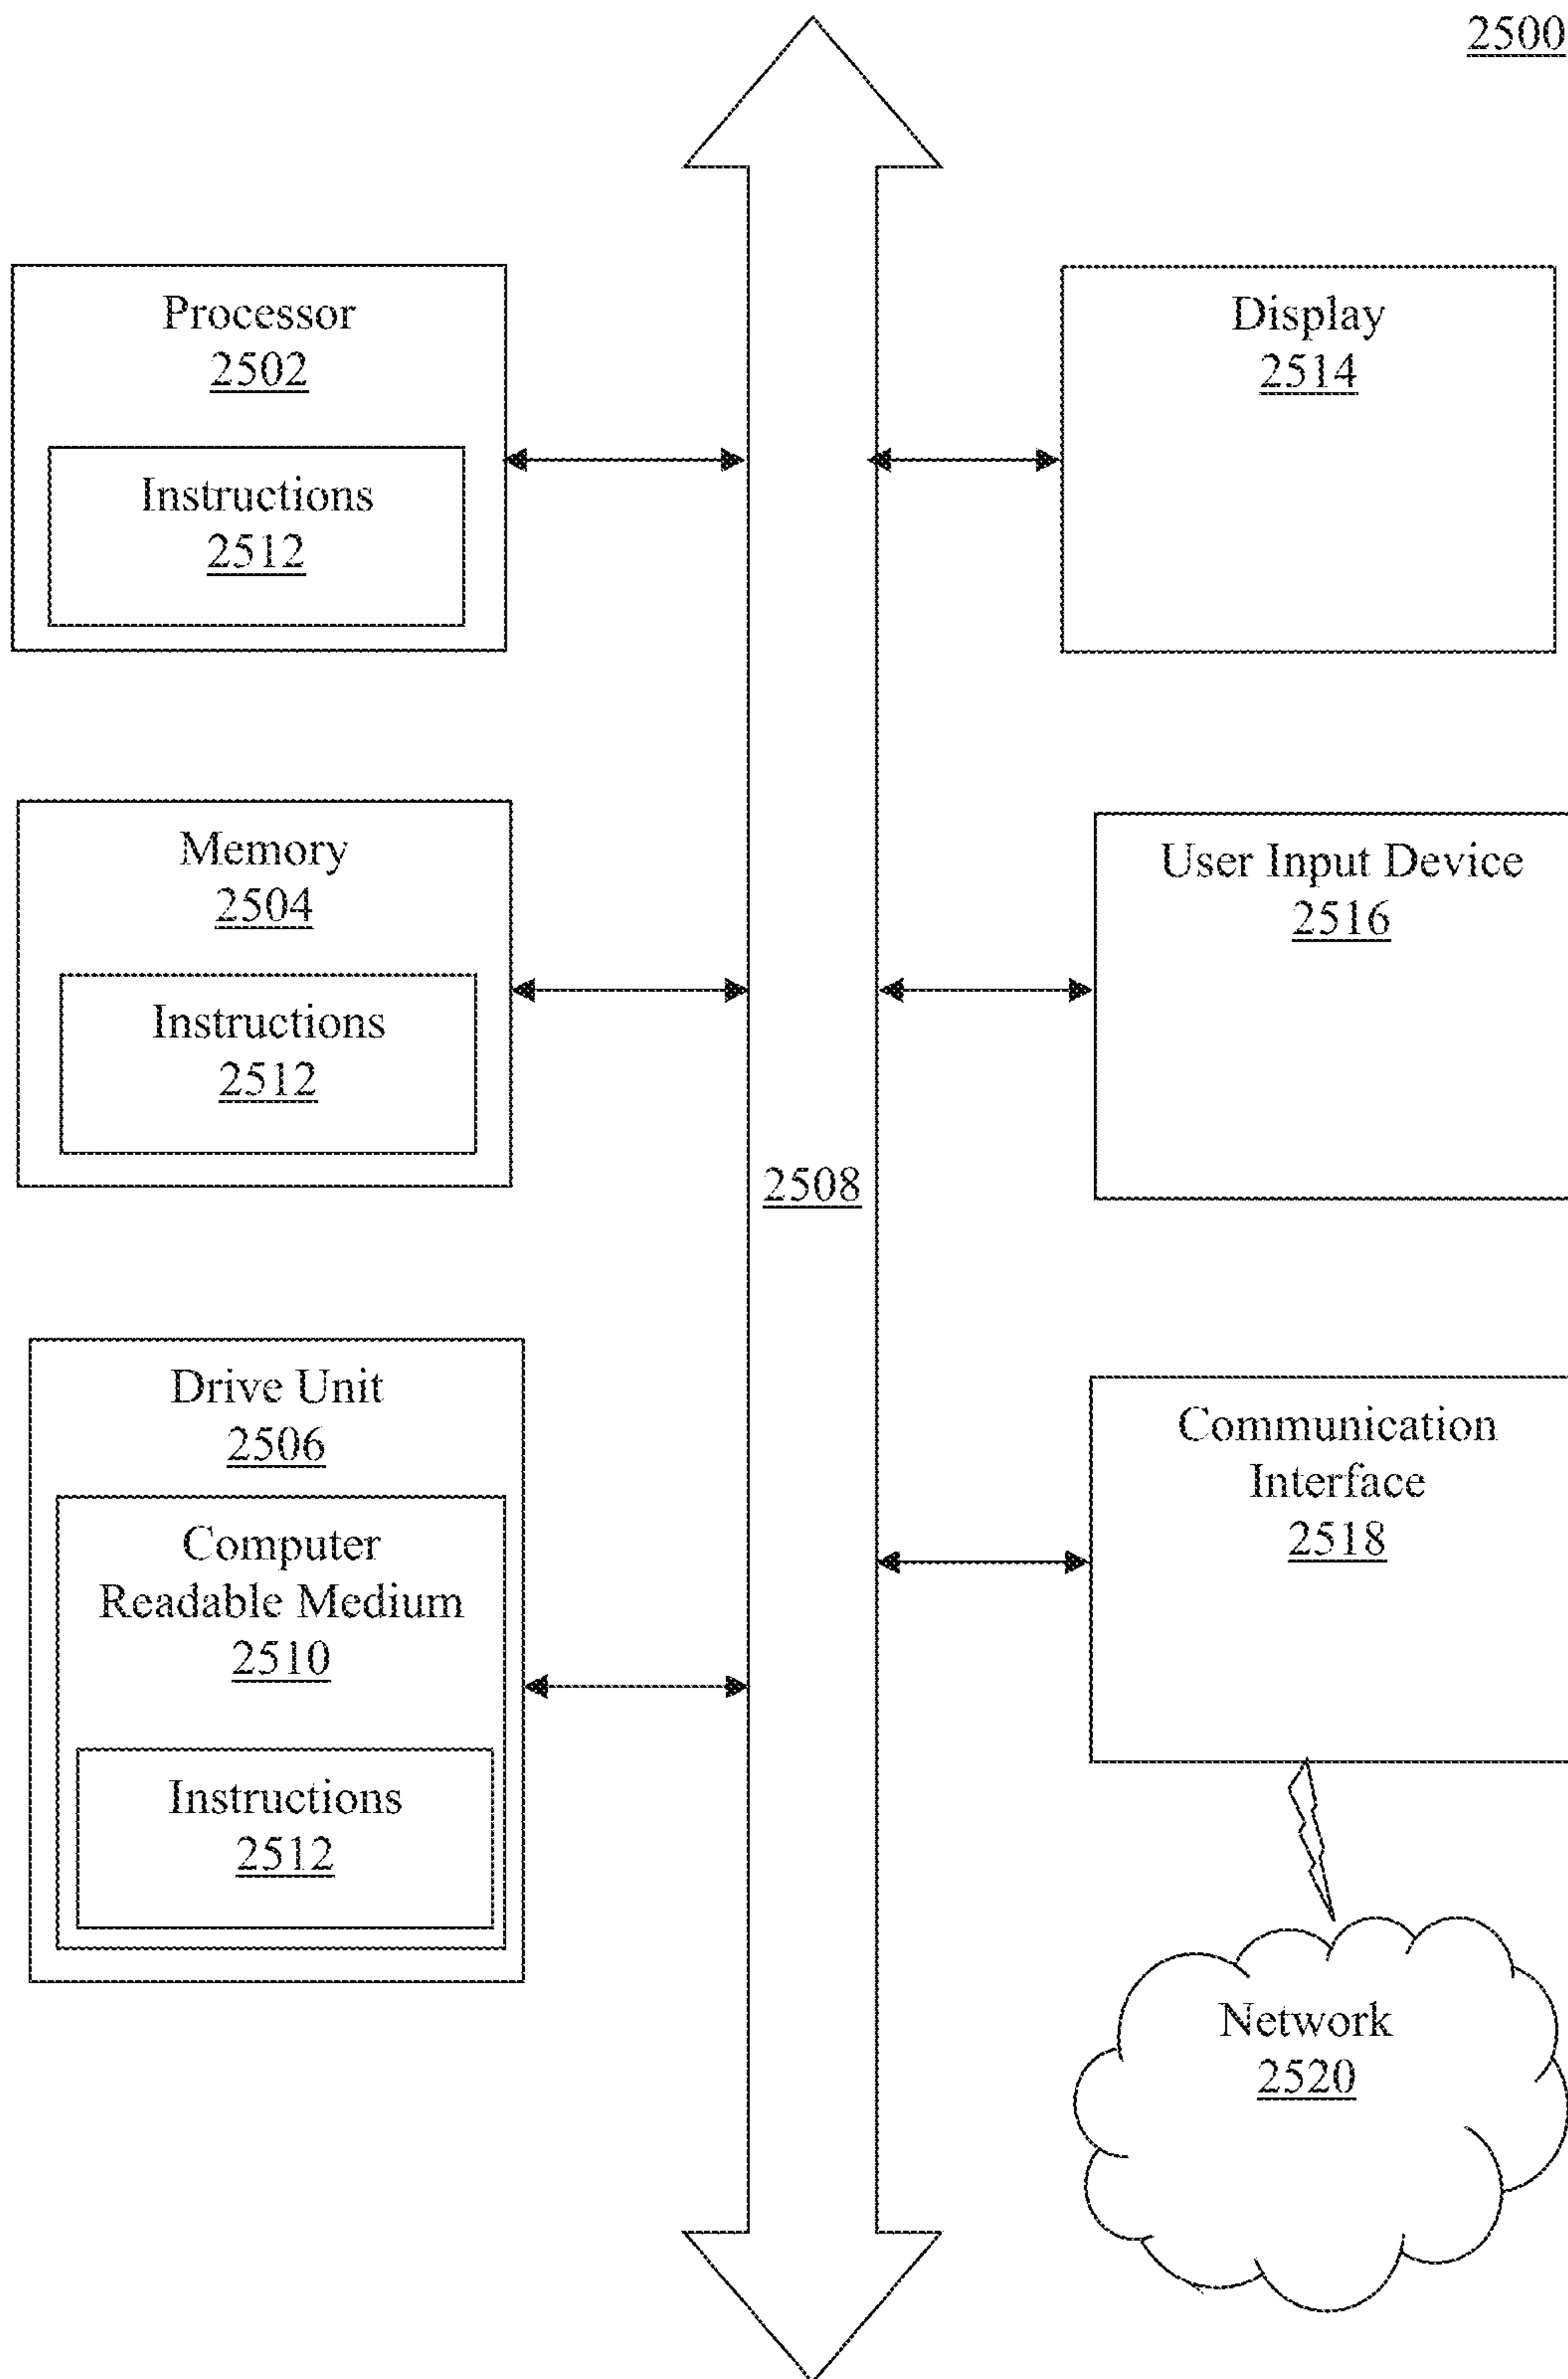 2500
Processor
2502
Instructions
2512
Display
2514
Memory
2504
Instructions
2512
User Input Device
2516
2508
Drive Unit
2506
Computer
Readable Medium
2510
Instructions
2512
Communication
Interface
2518
Network
2520